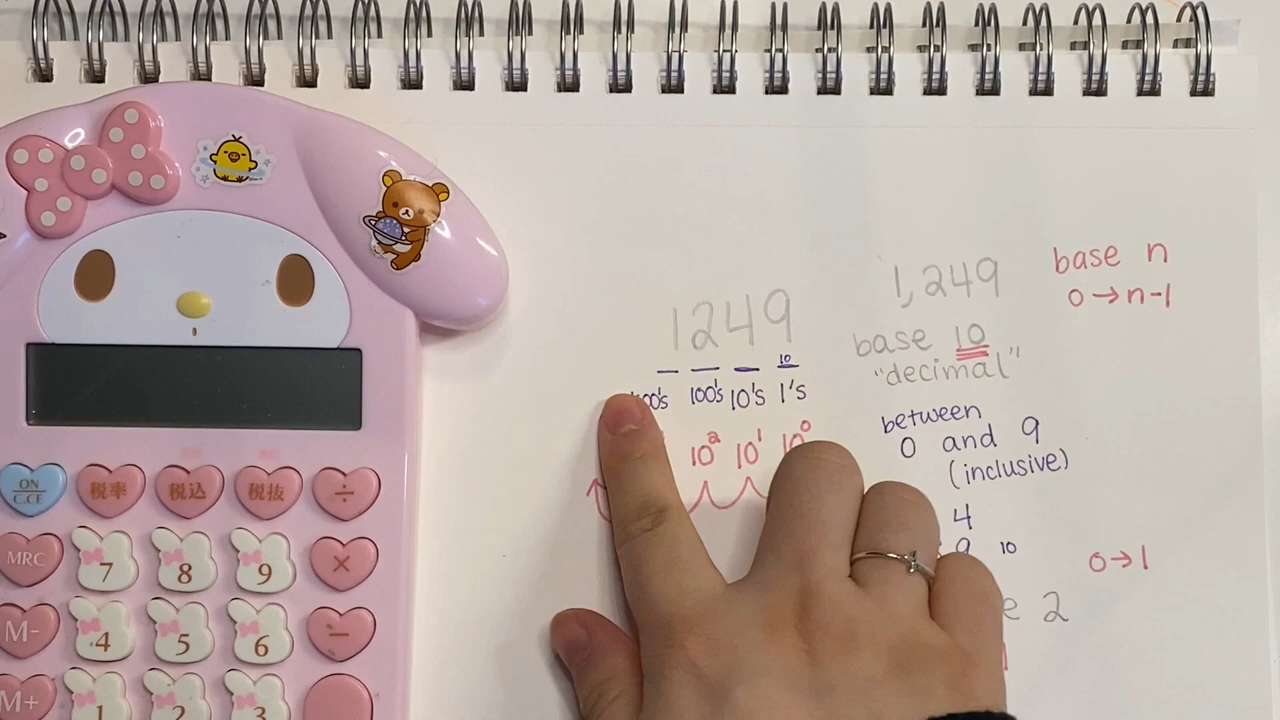 ON
C.CE
税率
税込
税抜
÷
MRC
7
8
9
×
M-
4
5
6
−
M+
1
2
3
1249
10
100's 10's 1's
10² 10¹ 10⁰
1,249
base 10
"decimal"
between
0 and 9
(inclusive)
4
9 10
2
base n
0→n-1
0→1